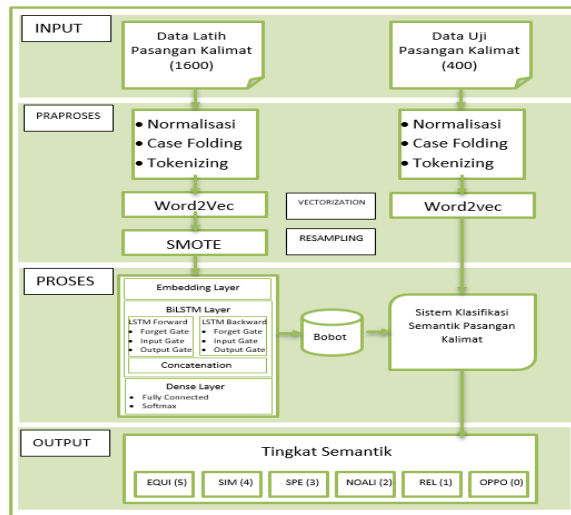 INPUT
Data Latih
Pasangan Kalimat
(1600)
Data Uji
Pasangan Kalimat
(400)
PRAPROSES
• Normalisasi
• Case Folding
• Tokenizing
• Normalisasi
• Case Folding
• Tokenizing
Word2Vec
VECTORIZATION
Word2vec
SMOTE
RESAMPLING
PROSES
Embedding Layer
BiLSTM Layer
LSTM Forward
• Forget Gate
• Input Gate
• Output Gate
LSTM Backward
• Forget Gate
• Input Gate
• Output Gate
Concatenation
Dense Layer
• Fully Connected
• Softmax
Bobot
Sistem Klasifikasi
Semantik Pasangan
Kalimat
OUTPUT
Tingkat Semantik
EQUI (5)
SIM (4)
SPE (3)
NOALI (2)
REL (1)
OPPO (0)